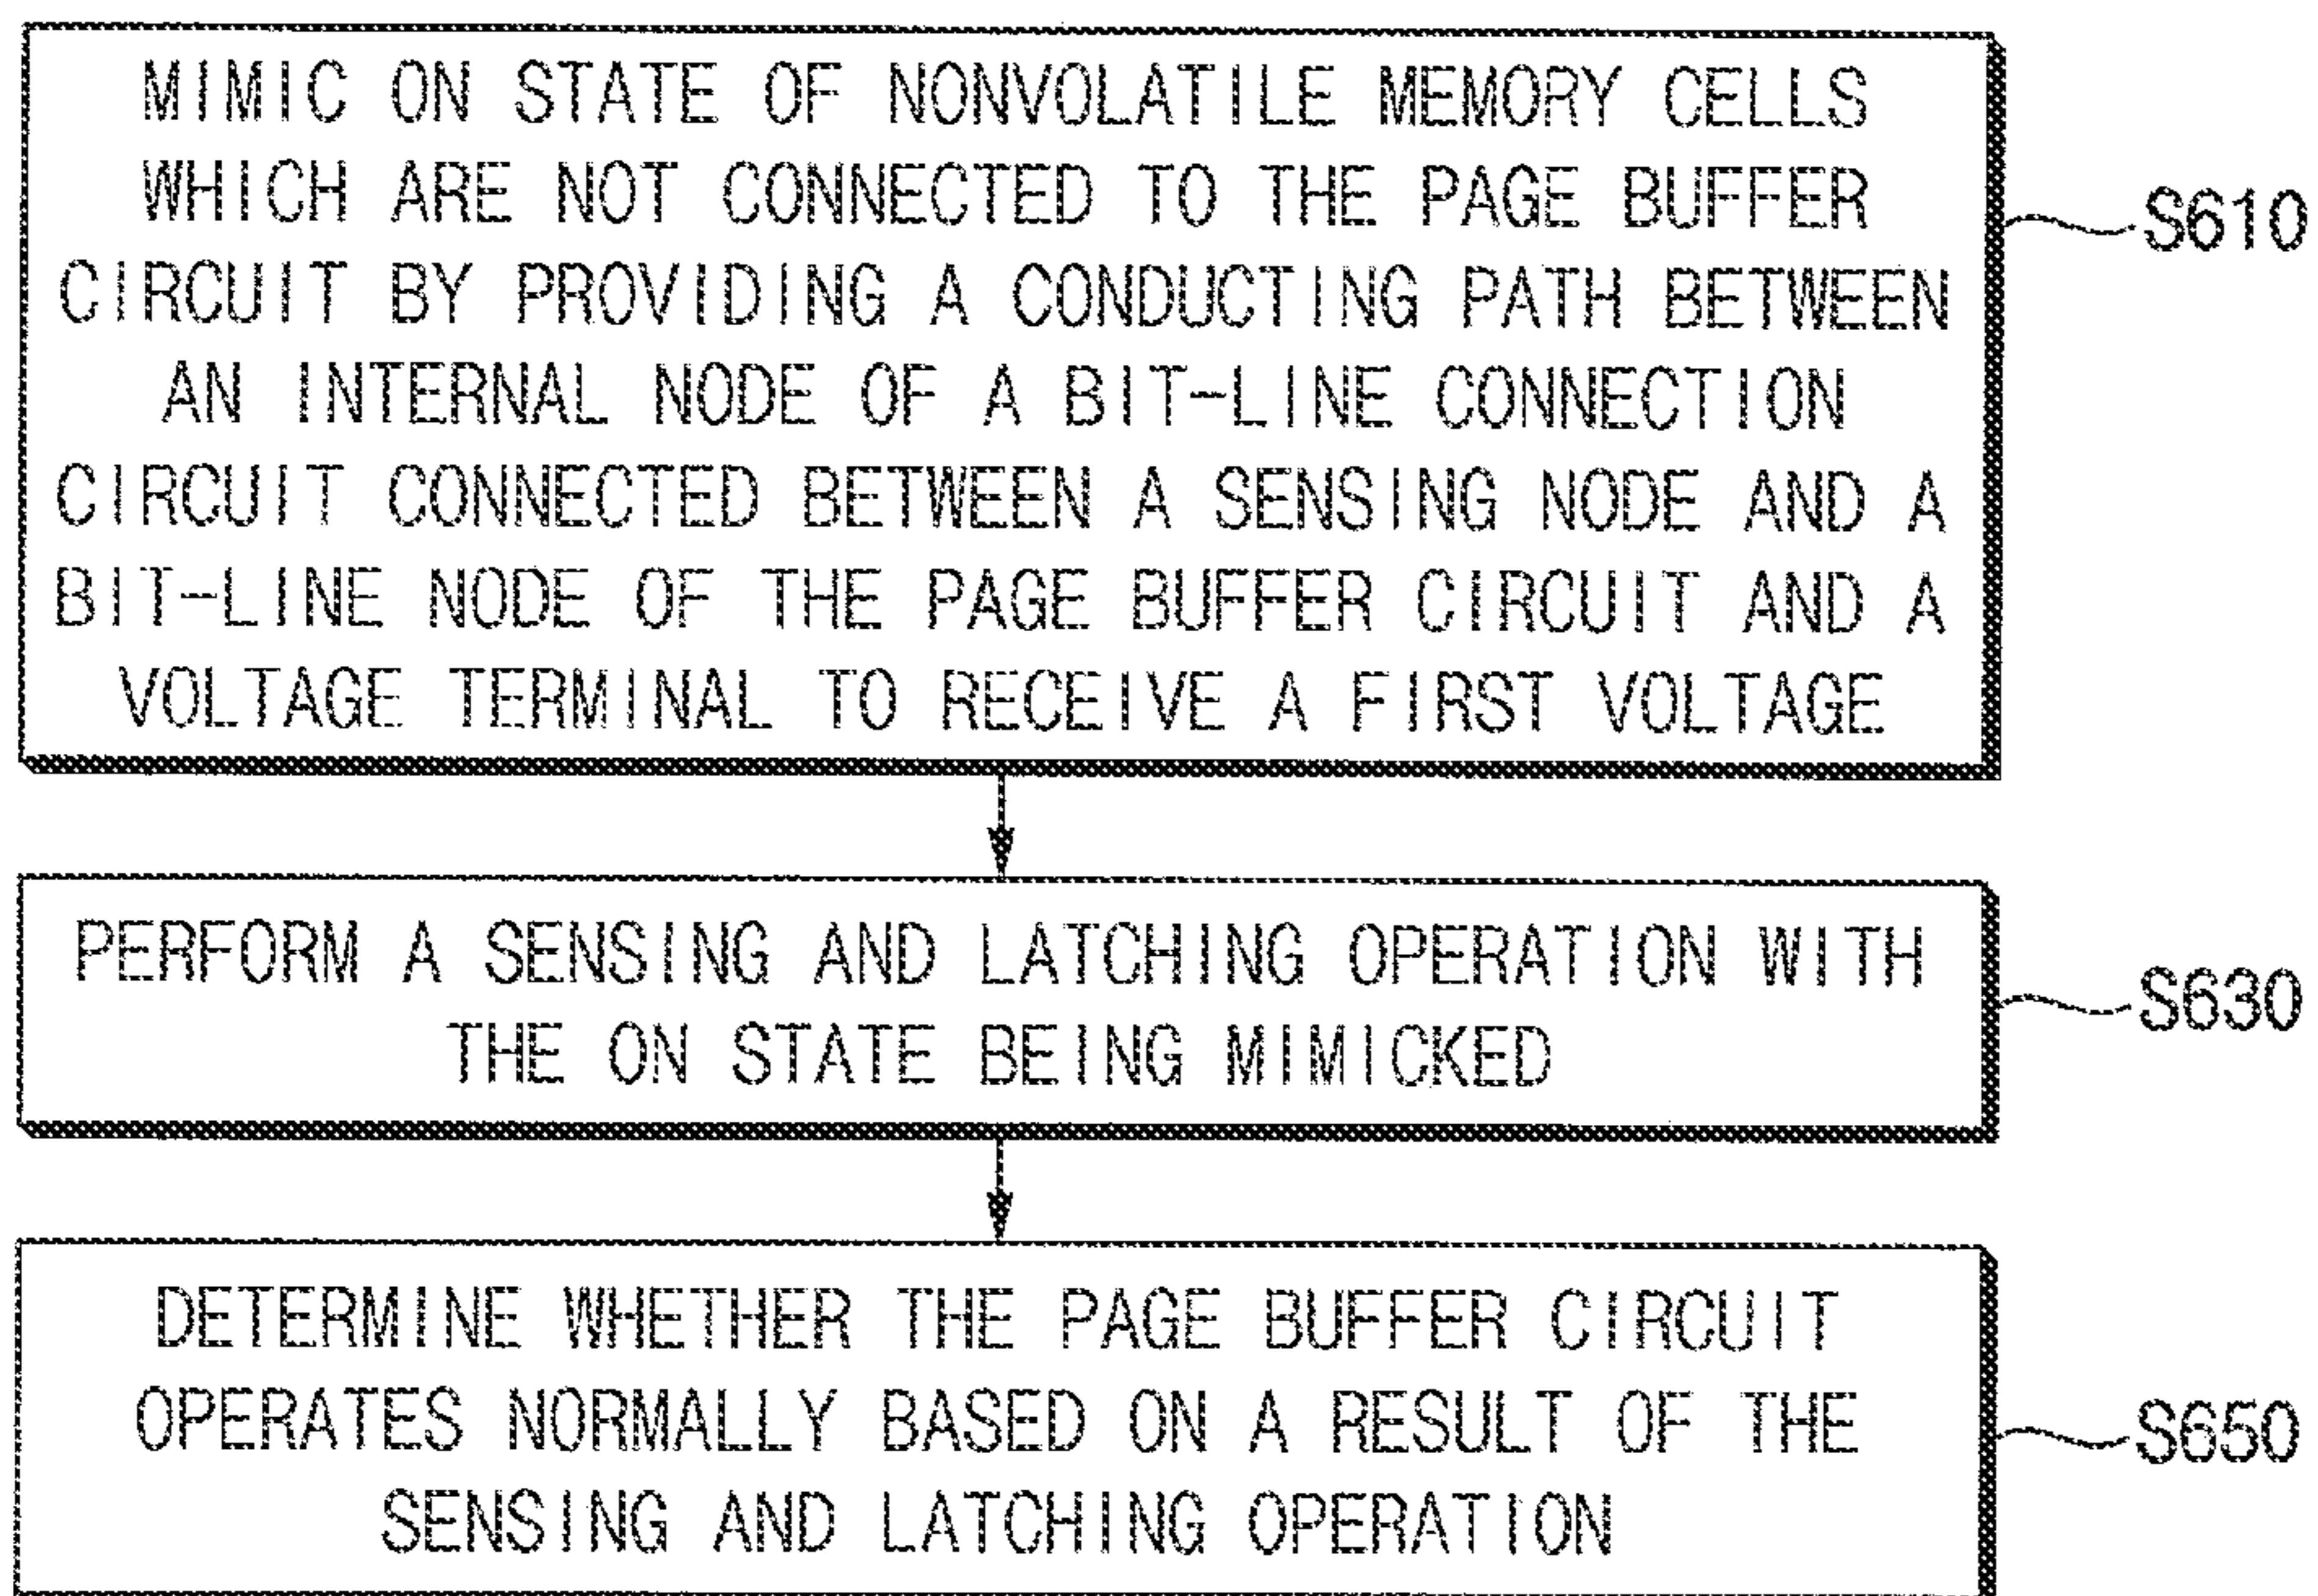 MIMIC ON STATE OF NONVOLATILE MEMORY CELLS
WHICH ARE NOT CONNECTED TO THE PAGE BUFFER
CIRCUIT BY PROVIDING A CONDUCTING PATH BETWEEN
AN INTERNAL NODE OF A BIT-LINE CONNECTION
CIRCUIT CONNECTED BETWEEN A SENSING NODE AND A
BIT-LINE NODE OF THE PAGE BUFFER CIRCUIT AND A
VOLTAGE TERMINAL TO RECEIVE A FIRST VOLTAGE
S610
PERFORM A SENSING AND LATCHING OPERATION WITH
THE ON STATE BEING MIMICKED
S630
DETERMINE WHETHER THE PAGE BUFFER CIRCUIT
OPERATES NORMALLY BASED ON A RESULT OF THE
SENSING AND LATCHING OPERATION
S650